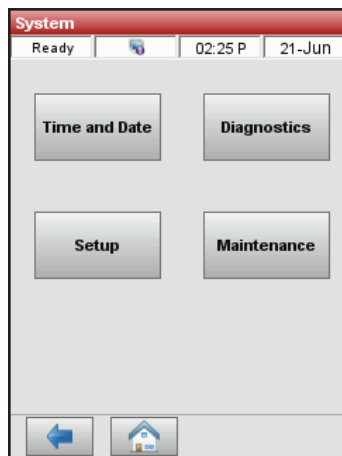 System
Ready 02:25 P 21-Jun
Time and Date Diagnostics
Setup Maintenance